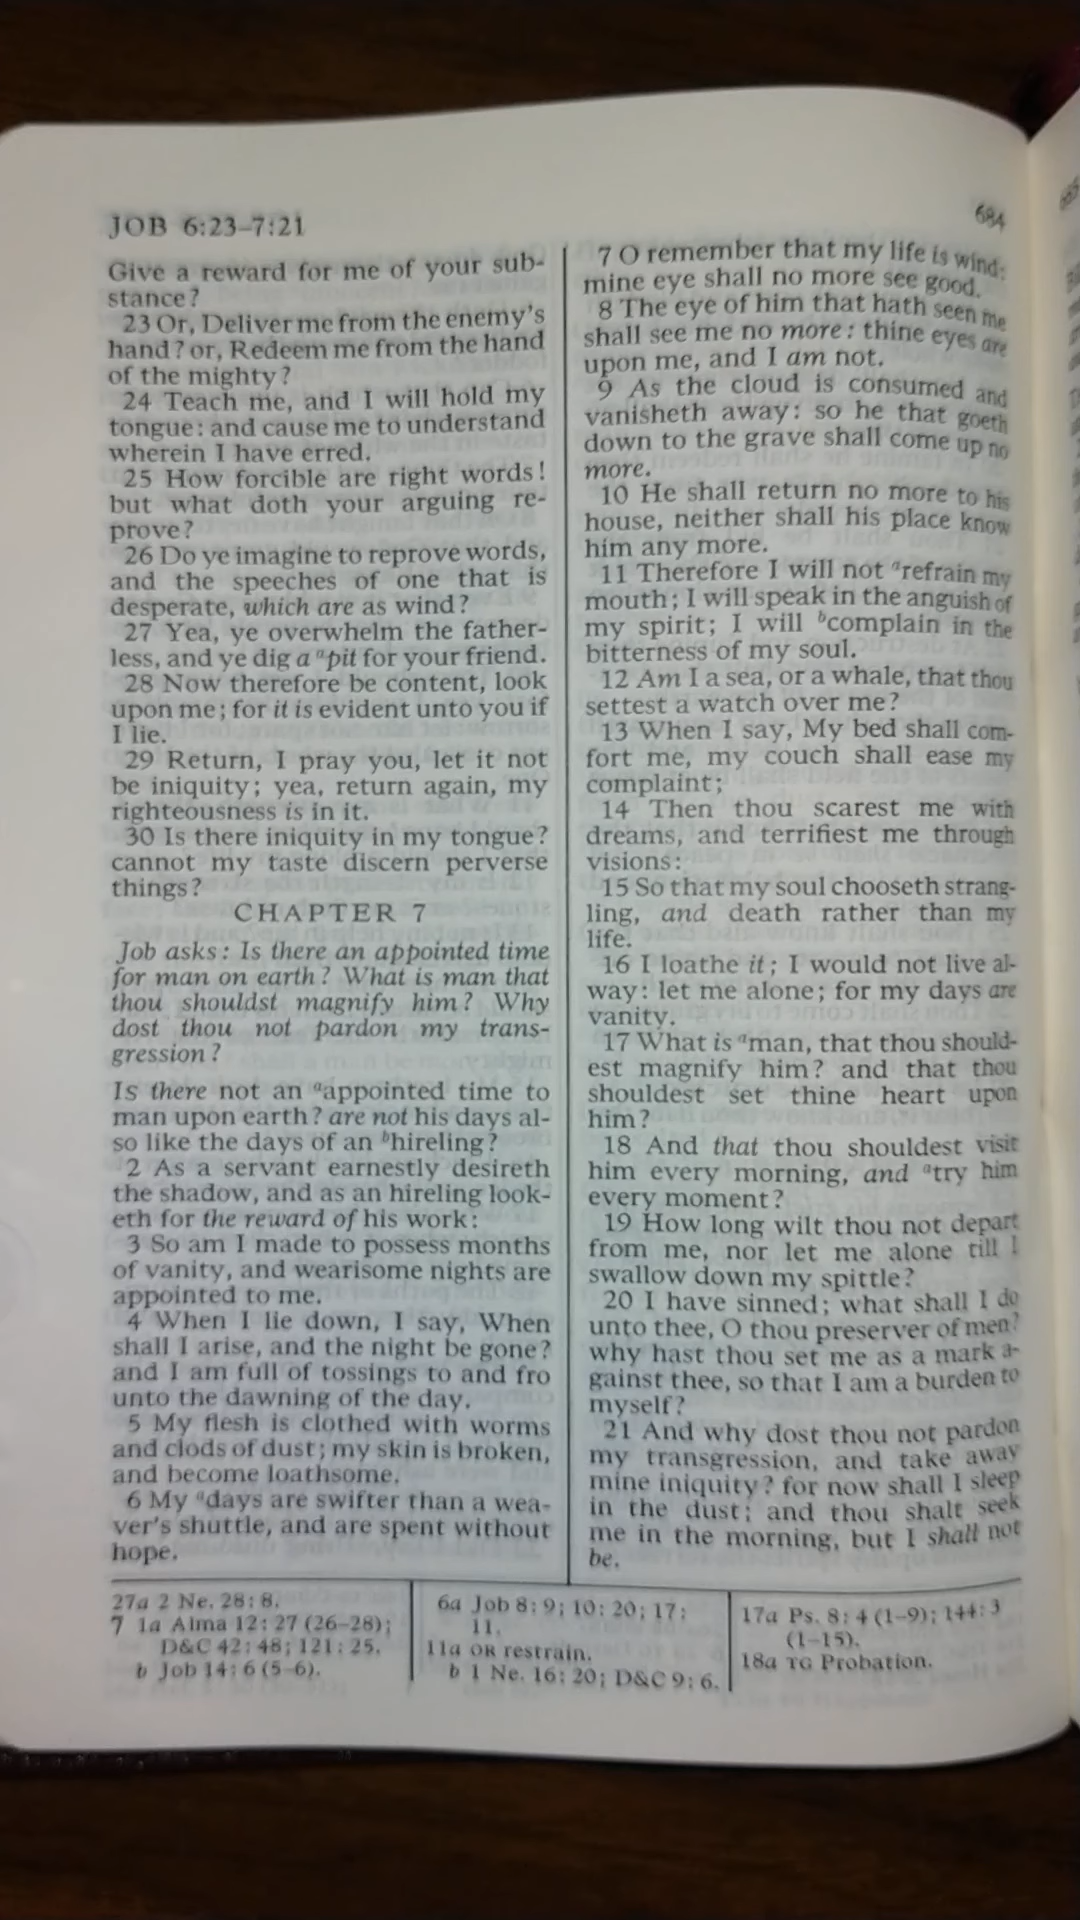 JOB 6:23–7:21
684
Give a reward for me of your sub-
stance?
23 Or, Deliver me from the enemy's
hand? or, Redeem me from the hand
of the mighty?
24 Teach me, and I will hold my
tongue: and cause me to understand
wherein I have erred.
25 How forcible are right words!
but what doth your arguing re-
prove?
26 Do ye imagine to reprove words,
and the speeches of one that is
desperate, which are as wind?
27 Yea, ye overwhelm the father-
less, and ye dig a ᵃpit for your friend.
28 Now therefore be content, look
upon me; for it is evident unto you if
I lie.
29 Return, I pray you, let it not
be iniquity; yea, return again, my
righteousness is in it.
30 Is there iniquity in my tongue?
cannot my taste discern perverse
things?
CHAPTER 7
Job asks: Is there an appointed time
for man on earth? What is man that
thou shouldst magnify him? Why
dost thou not pardon my trans-
gression?
Is there not an ᵃappointed time to
man upon earth? are not his days al-
so like the days of an ᵇhireling?
2 As a servant earnestly desireth
the shadow, and as an hireling look-
eth for the reward of his work:
3 So am I made to possess months
of vanity, and wearisome nights are
appointed to me.
4 When I lie down, I say, When
shall I arise, and the night be gone?
and I am full of tossings to and fro
unto the dawning of the day.
5 My flesh is clothed with worms
and clods of dust; my skin is broken,
and become loathsome.
6 My ᵃdays are swifter than a wea-
ver's shuttle, and are spent without
hope.
7 O remember that my life is wind:
mine eye shall no more see good.
8 The eye of him that hath seen me
shall see me no more: thine eyes are
upon me, and I am not.
9 As the cloud is consumed and
vanisheth away: so he that goeth
down to the grave shall come up no
more.
10 He shall return no more to his
house, neither shall his place know
him any more.
11 Therefore I will not ᵃrefrain my
mouth; I will speak in the anguish of
my spirit; I will ᵇcomplain in the
bitterness of my soul.
12 Am I a sea, or a whale, that thou
settest a watch over me?
13 When I say, My bed shall com-
fort me, my couch shall ease my
complaint;
14 Then thou scarest me with
dreams, and terrifiest me through
visions:
15 So that my soul chooseth strang-
ling, and death rather than my
life.
16 I loathe it; I would not live al-
way: let me alone; for my days are
vanity.
17 What is ᵃman, that thou should-
est magnify him? and that thou
shouldest set thine heart upon
him?
18 And that thou shouldest visit
him every morning, and ᵃtry him
every moment?
19 How long wilt thou not depart
from me, nor let me alone till I
swallow down my spittle?
20 I have sinned; what shall I do
unto thee, O thou preserver of men?
why hast thou set me as a mark a-
gainst thee, so that I am a burden to
myself?
21 And why dost thou not pardon
my transgression, and take away
mine iniquity? for now shall I sleep
in the dust; and thou shalt seek
me in the morning, but I shall not
be.
27a 2 Ne. 28:8.
7 1a Alma 12:27 (26–28);
D&C 42:48; 121:25.
b Job 14:6 (5–6).
6a Job 8:9; 10:20; 17:
11.
11a OR restrain.
b 1 Ne. 16:20; D&C 9:6.
17a Ps. 8:4 (1–9); 144:3
(1–15).
18a TG Probation.